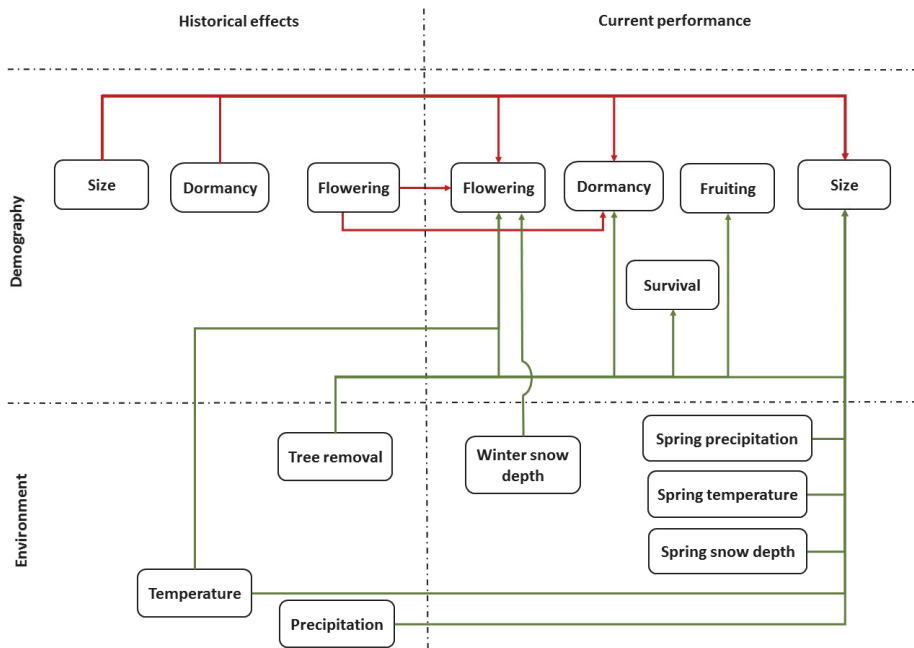 Historical effects
Current performance
Demography
Size
Dormancy
Flowering
Flowering
Dormancy
Fruiting
Size
Survival
Environment
Tree removal
Winter snow
depth
Spring precipitation
Spring temperature
Spring snow depth
Temperature
Precipitation